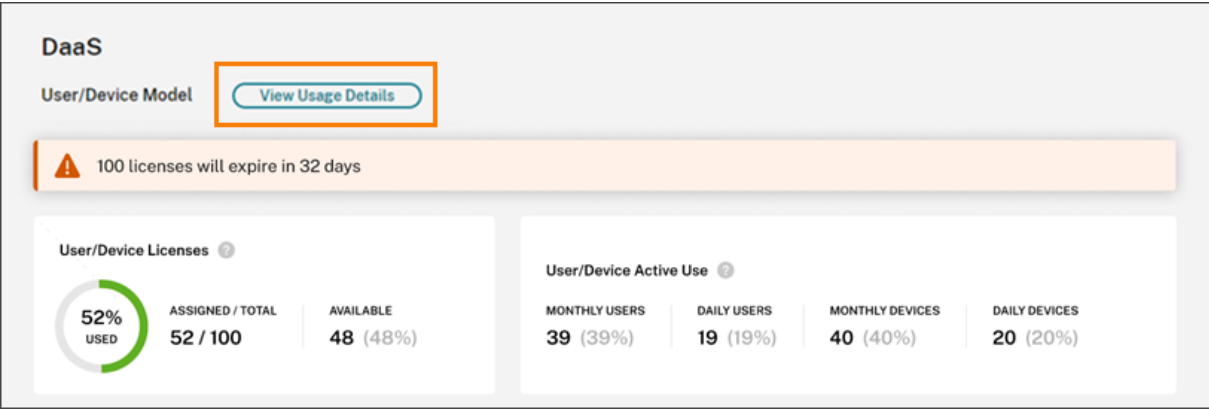 DaaS
User/Device Model
View Usage Details
100 licenses will expire in 32 days
User/Device Licenses ?
52%
USED
ASSIGNED / TOTAL
52 / 100
AVAILABLE
48 (48%)
User/Device Active Use ?
MONTHLY USERS
39 (39%)
DAILY USERS
19 (19%)
MONTHLY DEVICES
40 (40%)
DAILY DEVICES
20 (20%)